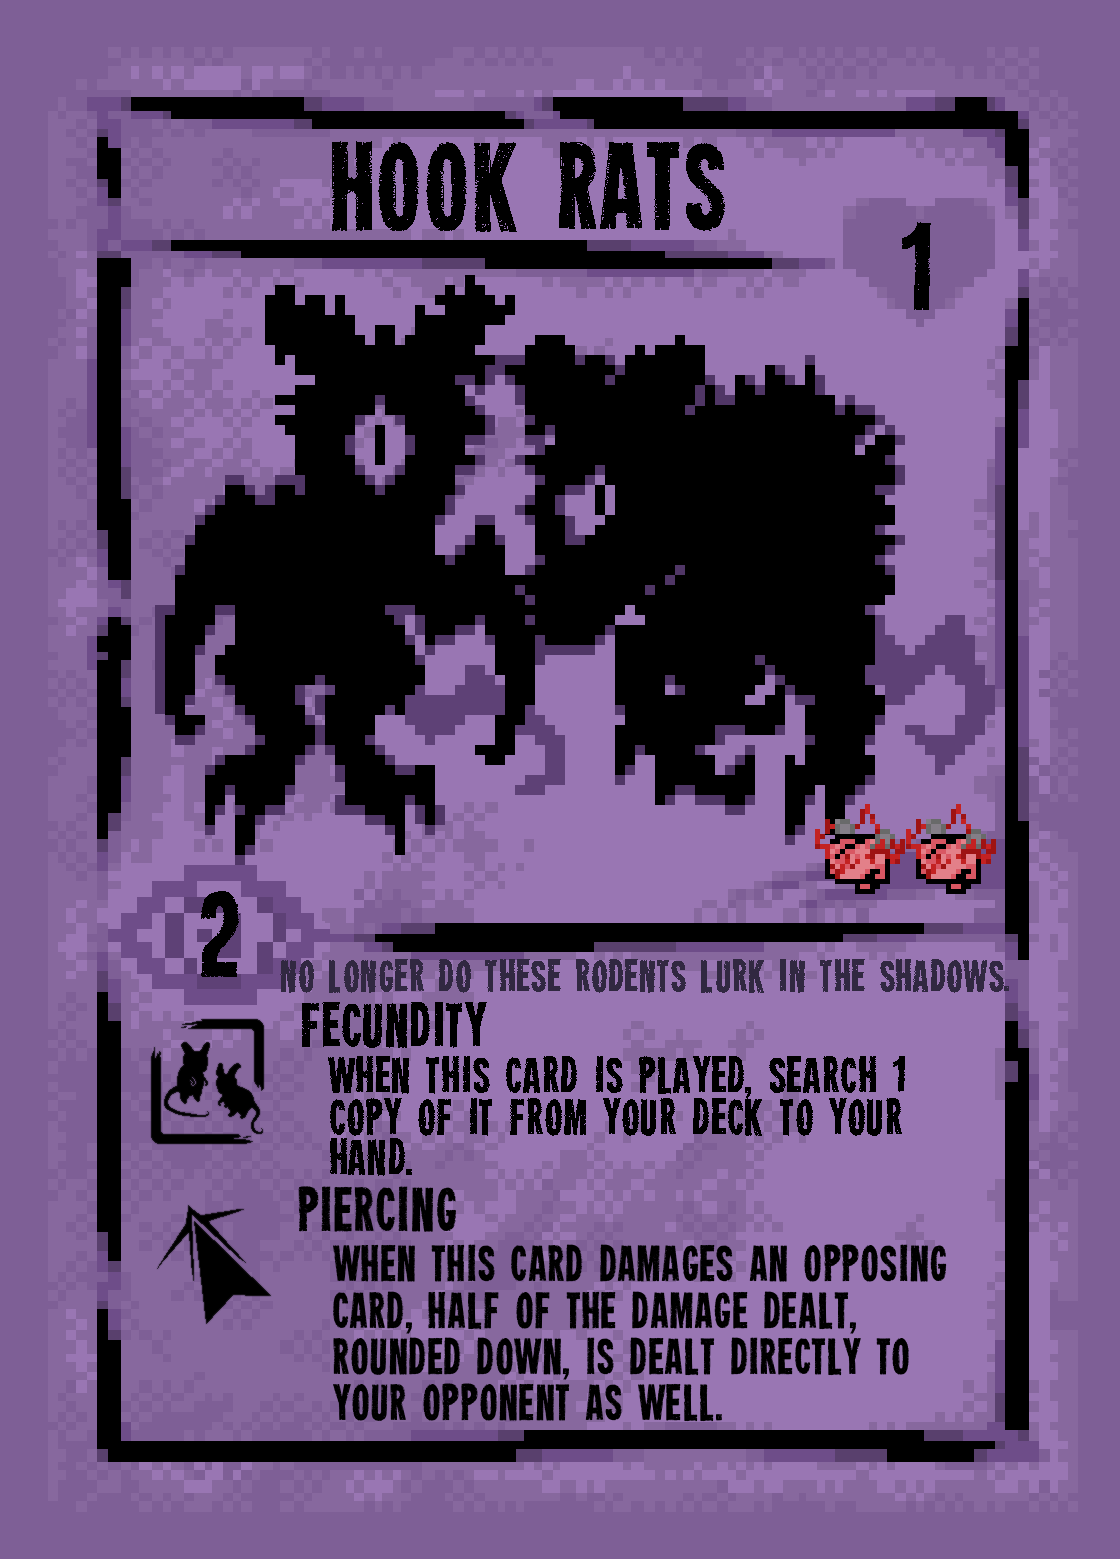 HOOK RATS
1
2
NO LONGER DO THESE RODENTS LURK IN THE SHADOWS.
FECUNDITY
WHEN THIS CARD IS PLAYED, SEARCH 1
COPY OF IT FROM YOUR DECK TO YOUR
HAND.
PIERCING
WHEN THIS CARD DAMAGES AN OPPOSING
CARD, HALF OF THE DAMAGE DEALT,
ROUNDED DOWN, IS DEALT DIRECTLY TO
YOUR OPPONENT AS WELL.